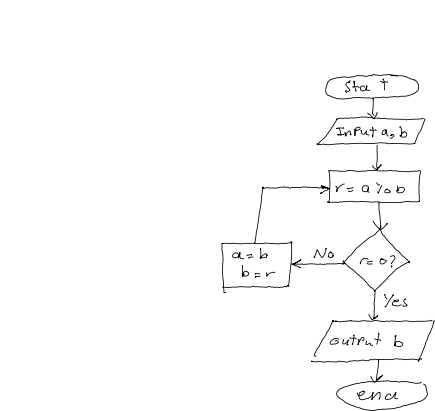 Sta t
Input a, b
r = a % b
r=0?
No
a=b
b=r
Yes
output b
end